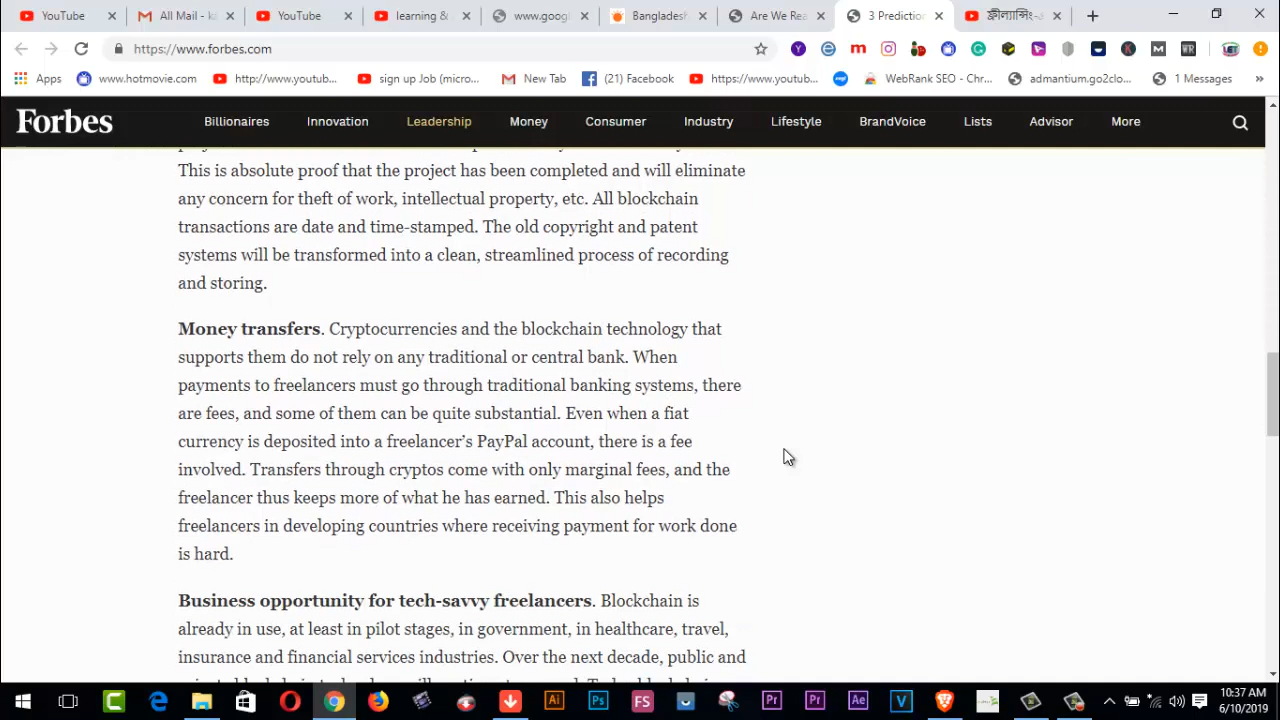 YouTube
All Mail - ka
YouTube
learning &
www.googl
Bangladesh
Are We Rea
3 Prediction
ফ্রীল্যান্সিং-
https://www.forbes.com
Apps
www.hotmovie.com
http://www.youtub...
sign up Job (micro...
New Tab
(21) Facebook
https://www.youtub...
WebRank SEO - Chr...
admantium.go2clo...
1 Messages
Forbes
Billionaires
Innovation
Leadership
Money
Consumer
Industry
Lifestyle
BrandVoice
Lists
Advisor
More
This is absolute proof that the project has been completed and will eliminate
any concern for theft of work, intellectual property, etc. All blockchain
transactions are date and time-stamped. The old copyright and patent
systems will be transformed into a clean, streamlined process of recording
and storing.
Money transfers. Cryptocurrencies and the blockchain technology that
supports them do not rely on any traditional or central bank. When
payments to freelancers must go through traditional banking systems, there
are fees, and some of them can be quite substantial. Even when a fiat
currency is deposited into a freelancer's PayPal account, there is a fee
involved. Transfers through cryptos come with only marginal fees, and the
freelancer thus keeps more of what he has earned. This also helps
freelancers in developing countries where receiving payment for work done
is hard.
Business opportunity for tech-savvy freelancers. Blockchain is
already in use, at least in pilot stages, in government, in healthcare, travel,
insurance and financial services industries. Over the next decade, public and
10:37 AM
6/10/2019